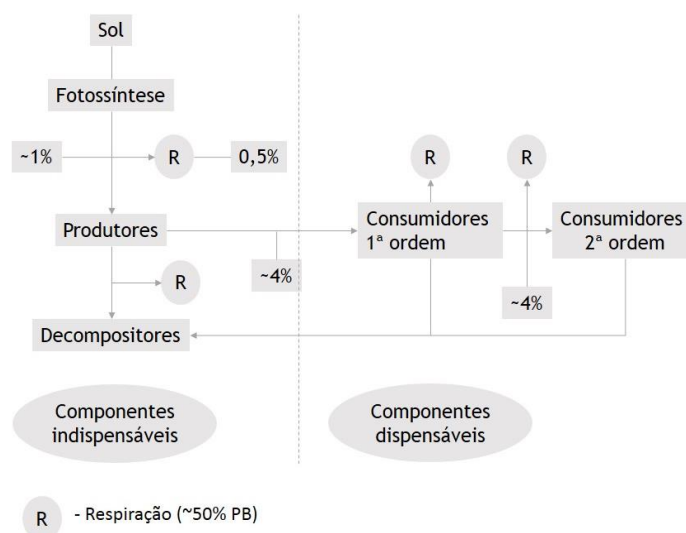 Sol
Fotossíntese
~1%
R
0,5%
R
R
Produtores
Consumidores
1ª ordem
Consumidores
2ª ordem
~4%
R
~4%
Decompositores
Componentes
indispensáveis
Componentes
dispensáveis
R - Respiração (~50% PB)